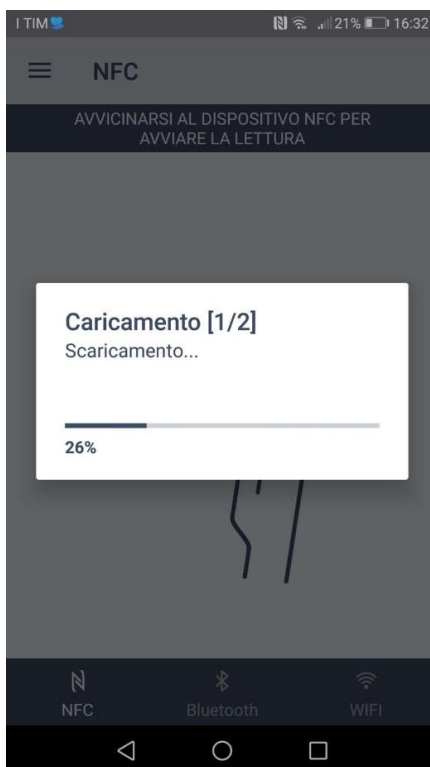 I TIM
21% 16:32
NFC
AVVICINARSI AL DISPOSITIVO NFC PER
AVVIARE LA LETTURA
Caricamento [1/2]
Scaricamento...
26%
NFC Bluetooth WIFI